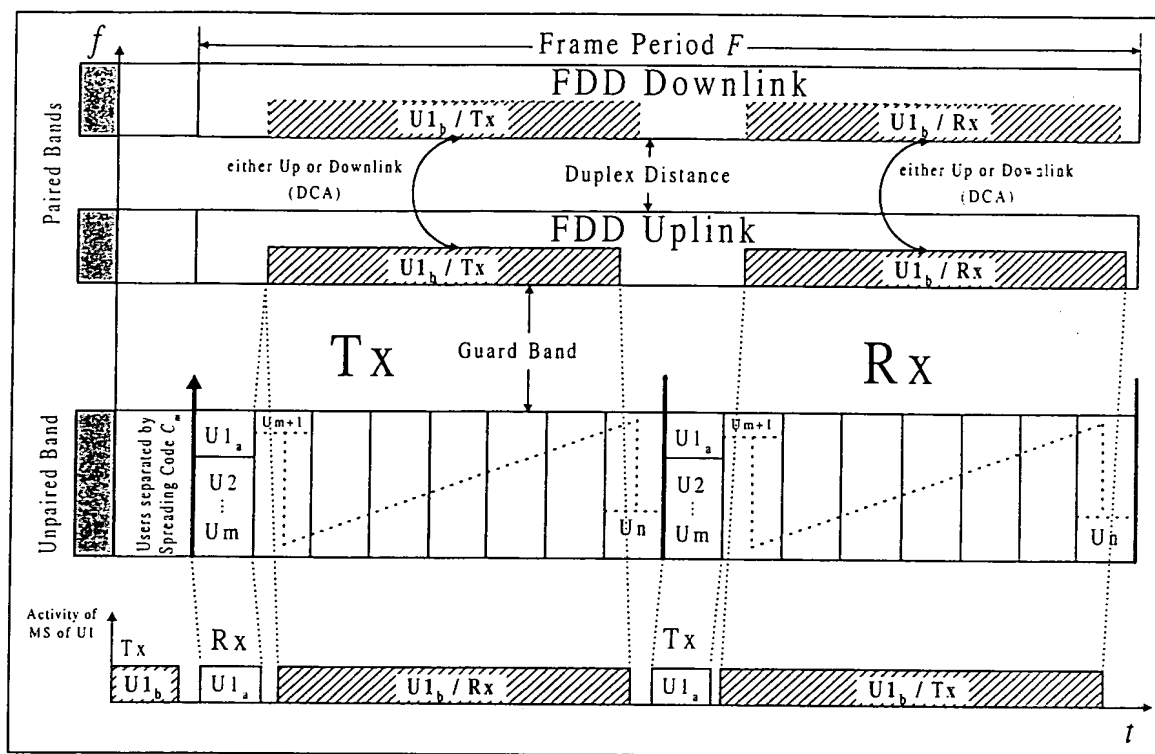 f
Frame Period F
FDD Downlink
U1b / Tx
U1b / Rx
either Up or Downlink
(DCA)
Duplex Distance
either Up or Downlink
(DCA)
Paired Bands
FDD Uplink
U1b / Tx
U1b / Rx
Tx
Guard Band
Rx
Unpaired Band
Users separated by
Spreading Code Cm
U1a
U2
⋮
Um
Um+1
Un
U1a
U2
⋮
Um
Um+1
Un
Activity of
MS of U1
Tx
Rx
Tx
U1b
U1a
U1b / Rx
U1a
U1b / Tx
t